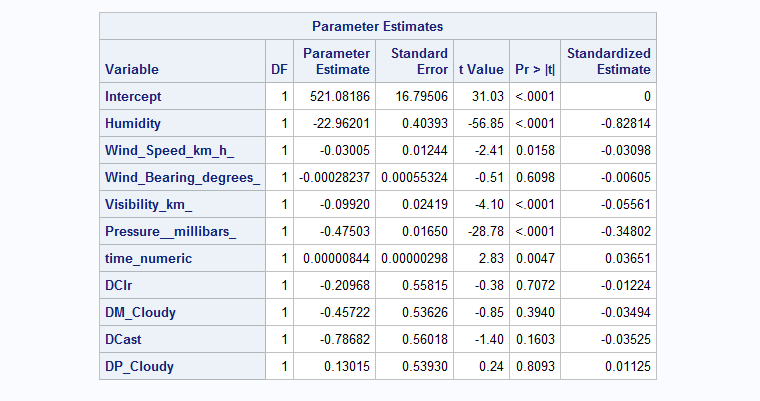 Parameter Estimates
Variable DF Parameter Estimate Standard Error t Value Pr > |t| Standardized Estimate
Intercept 1 521.08186 16.79506 31.03 <.0001 0
Humidity 1 -22.96201 0.40393 -56.85 <.0001 -0.82814
Wind_Speed_km_h_ 1 -0.03005 0.01244 -2.41 0.0158 -0.03098
Wind_Bearing_degrees_ 1 -0.00028237 0.00055324 -0.51 0.6098 -0.00605
Visibility_km_ 1 -0.09920 0.02419 -4.10 <.0001 -0.05561
Pressure__millibars_ 1 -0.47503 0.01650 -28.78 <.0001 -0.34802
time_numeric 1 0.00000844 0.00000298 2.83 0.0047 0.03651
DClr 1 -0.20968 0.55815 -0.38 0.7072 -0.01224
DM_Cloudy 1 -0.45722 0.53626 -0.85 0.3940 -0.03494
DCast 1 -0.78682 0.56018 -1.40 0.1603 -0.03525
DP_Cloudy 1 0.13015 0.53930 0.24 0.8093 0.01125